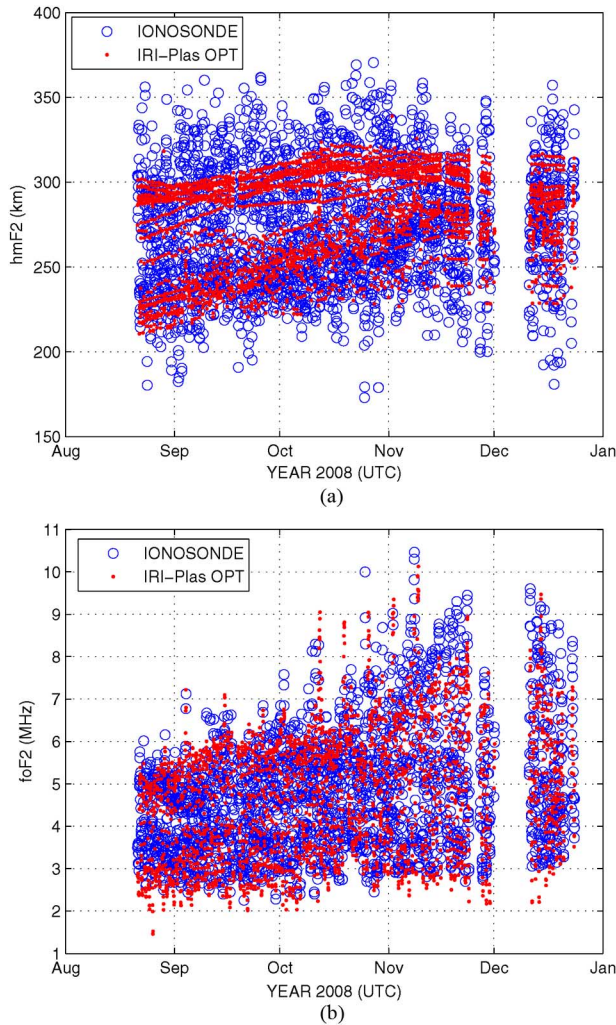 400
350
300
250
200
150
hmF2 (km)
IONOSONDE
IRI-Plas OPT
Aug Sep Oct Nov Dec Jan
YEAR 2008 (UTC)
(a)
11
10
9
8
7
6
5
4
3
2
1
foF2 (MHz)
IONOSONDE
IRI-Plas OPT
Aug Sep Oct Nov Dec Jan
YEAR 2008 (UTC)
(b)